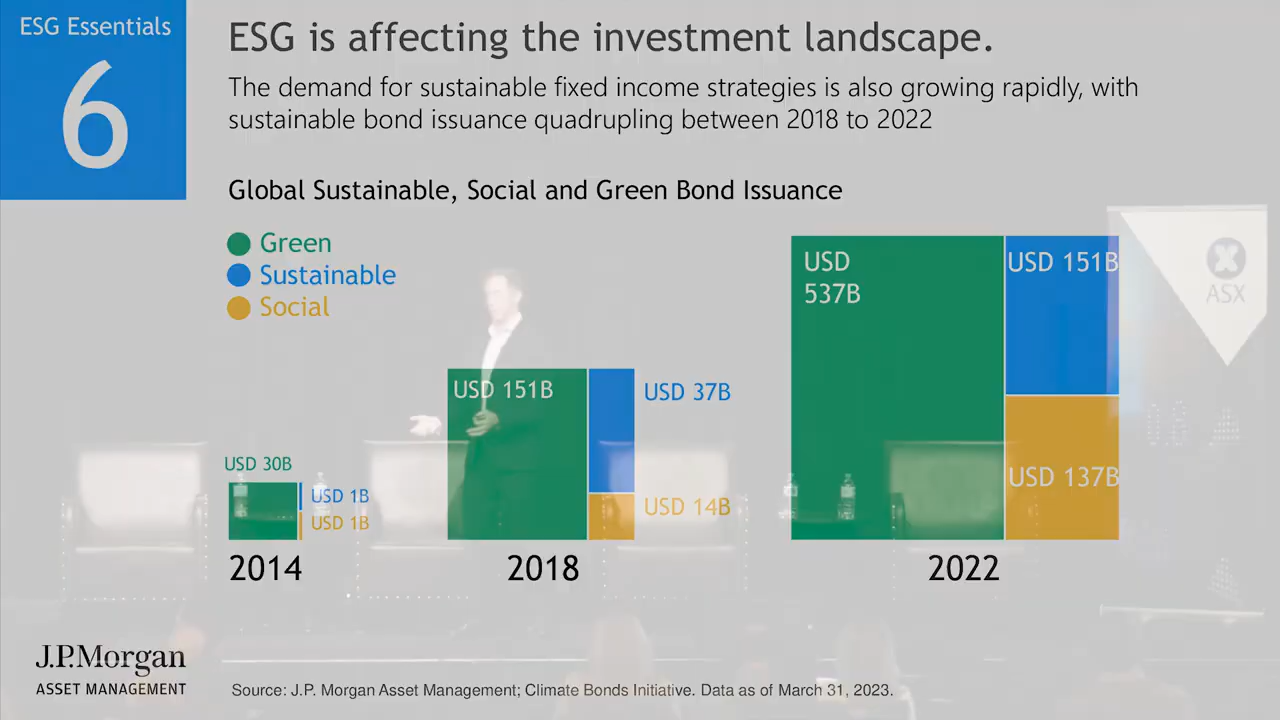 ESG Essentials
6
ESG is affecting the investment landscape.
The demand for sustainable fixed income strategies is also growing rapidly, with
sustainable bond issuance quadrupling between 2018 to 2022
Global Sustainable, Social and Green Bond Issuance
Green
Sustainable
Social
USD 30B
USD 1B
USD 1B
2014
USD 151B
USD 37B
USD 14B
2018
USD
537B
USD 151B
USD 137B
2022
ASX
J.P.Morgan
ASSET MANAGEMENT
Source: J.P. Morgan Asset Management; Climate Bonds Initiative. Data as of March 31, 2023.